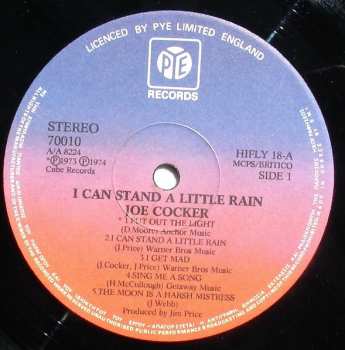 LICENCED BY PYE LIMITED ENGLAND
PYE
RECORDS
STEREO
70010
A/A 8224
*℗1973 ℗1974
Cube Records
HIFLY 18-A
MCPS/BRITICO
SIDE 1
I CAN STAND A LITTLE RAIN
JOE COCKER
*1.PUT OUT THE LIGHT
(D.Moore) Anchor Music
2.I CAN STAND A LITTLE RAIN
(J.Price) Warner Bros Music
3.I GET MAD
(J.Cocker, J.Price) Warner Bros Music
4.SING ME A SONG
(H McCullough) Getaway Music
5.THE MOON IS A HARSH MISTRESS
(J Webb)
Produced by Jim Price